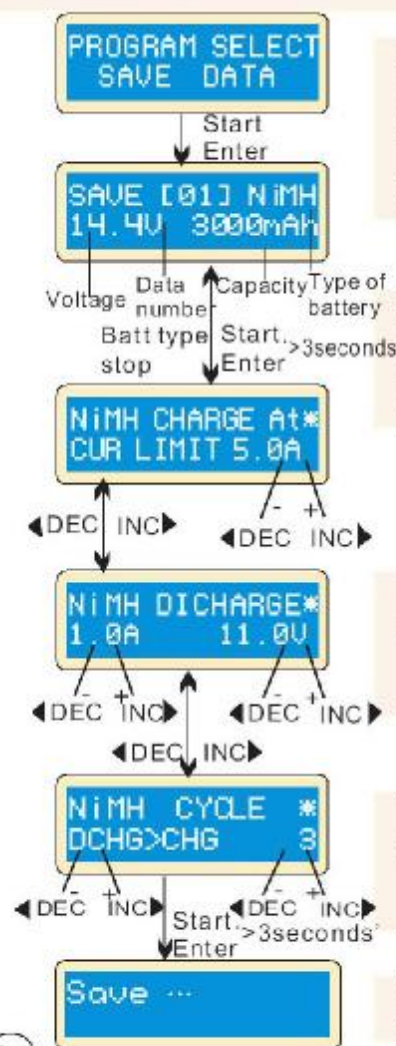 PROGRAM SELECT
SAVE DATA
Start
Enter
SAVE [01] NiMH
14.4V 3000mAh
Voltage Data numbe Capacity Type of battery
Batt type stop
Start. Enter >3seconds
NiMH CHARGE At*
CUR LIMIT 5.0A
◀DEC INC▶
- +
◀DEC INC▶
NiMH DICHARGE*
1.0A 11.0V
- + - +
◀DEC INC▶ ◀DEC INC▶
◀DEC INC▶
NiMH CYCLE *
DCHG>CHG 3
- + - +
◀DEC INC▶ ◀DEC INC▶
Start. Enter >3seconds
Save ...